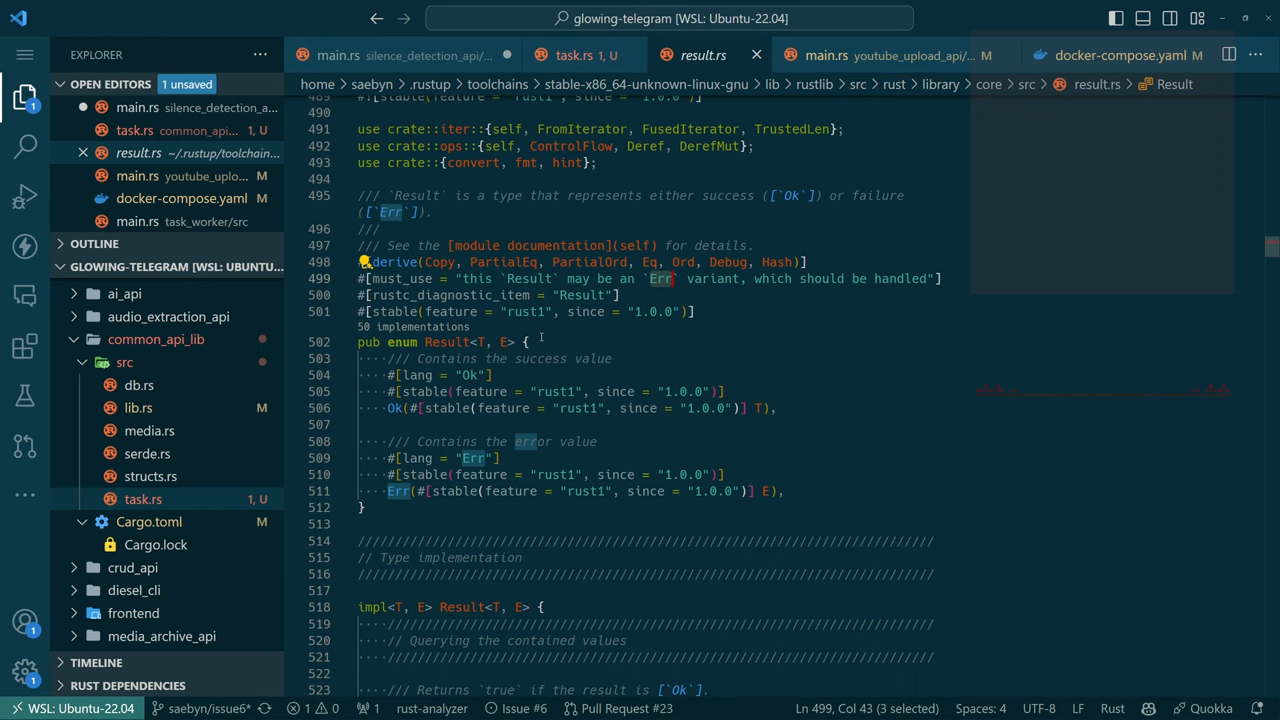 glowing-telegram [WSL: Ubuntu-22.04]
EXPLORER
main.rs silence_detection_api/...
task.rs 1, U
result.rs
main.rs youtube_upload_api/... M
docker-compose.yaml M
OPEN EDITORS 1 unsaved
home > saebyn > .rustup > toolchains > stable-x86_64-unknown-linux-gnu > lib > rustlib > src > rust > library > core > src > result.rs > Result
main.rs silence_detection_a...
task.rs common_api... 1, U
result.rs ~/.rustup/toolchain...
main.rs youtube_uplo... M
docker-compose.yaml M
main.rs task_worker/src
OUTLINE
GLOWING-TELEGRAM [WSL: UBUNTU-22.04]
ai_api
audio_extraction_api
common_api_lib
src
db.rs
lib.rs M
media.rs
serde.rs
structs.rs
task.rs 1, U
Cargo.toml M
Cargo.lock
crud_api
diesel_cli
frontend
media_archive_api
TIMELINE
RUST DEPENDENCIES
489 #![stable(feature = "rust1", since = "1.0.0")]
490
491 use crate::iter::{self, FromIterator, FusedIterator, TrustedLen};
492 use crate::ops::{self, ControlFlow, Deref, DerefMut};
493 use crate::{convert, fmt, hint};
494
495 /// `Result` is a type that represents either success ([`Ok`]) or failure
([`Err`]).
496 ///
497 /// See the [module documentation](self) for details.
498 #[derive(Copy, PartialEq, PartialOrd, Eq, Ord, Debug, Hash)]
499 #[must_use = "this `Result` may be an `Err` variant, which should be handled"]
500 #[rustc_diagnostic_item = "Result"]
501 #[stable(feature = "rust1", since = "1.0.0")]
50 implementations
502 pub enum Result<T, E> {
503 ····/// Contains the success value
504 ····#[lang = "Ok"]
505 ····#[stable(feature = "rust1", since = "1.0.0")]
506 ····Ok(#[stable(feature = "rust1", since = "1.0.0")] T),
507
508 ····/// Contains the error value
509 ····#[lang = "Err"]
510 ····#[stable(feature = "rust1", since = "1.0.0")]
511 ····Err(#[stable(feature = "rust1", since = "1.0.0")] E),
512 }
513
514 /////////////////////////////////////////////////////////////////////////////
515 // Type implementation
516 /////////////////////////////////////////////////////////////////////////////
517
518 impl<T, E> Result<T, E> {
519 ····/////////////////////////////////////////////////////////////////////////
520 ····// Querying the contained values
521 ····/////////////////////////////////////////////////////////////////////////
522
523 ····/// Returns `true` if the result is [`Ok`].
1
1
1
WSL: Ubuntu-22.04
saebyn/issue6*
1 0
1
rust-analyzer
Issue #6
Pull Request #23
Ln 499, Col 43 (3 selected)
Spaces: 4
UTF-8
LF
Rust
Quokka